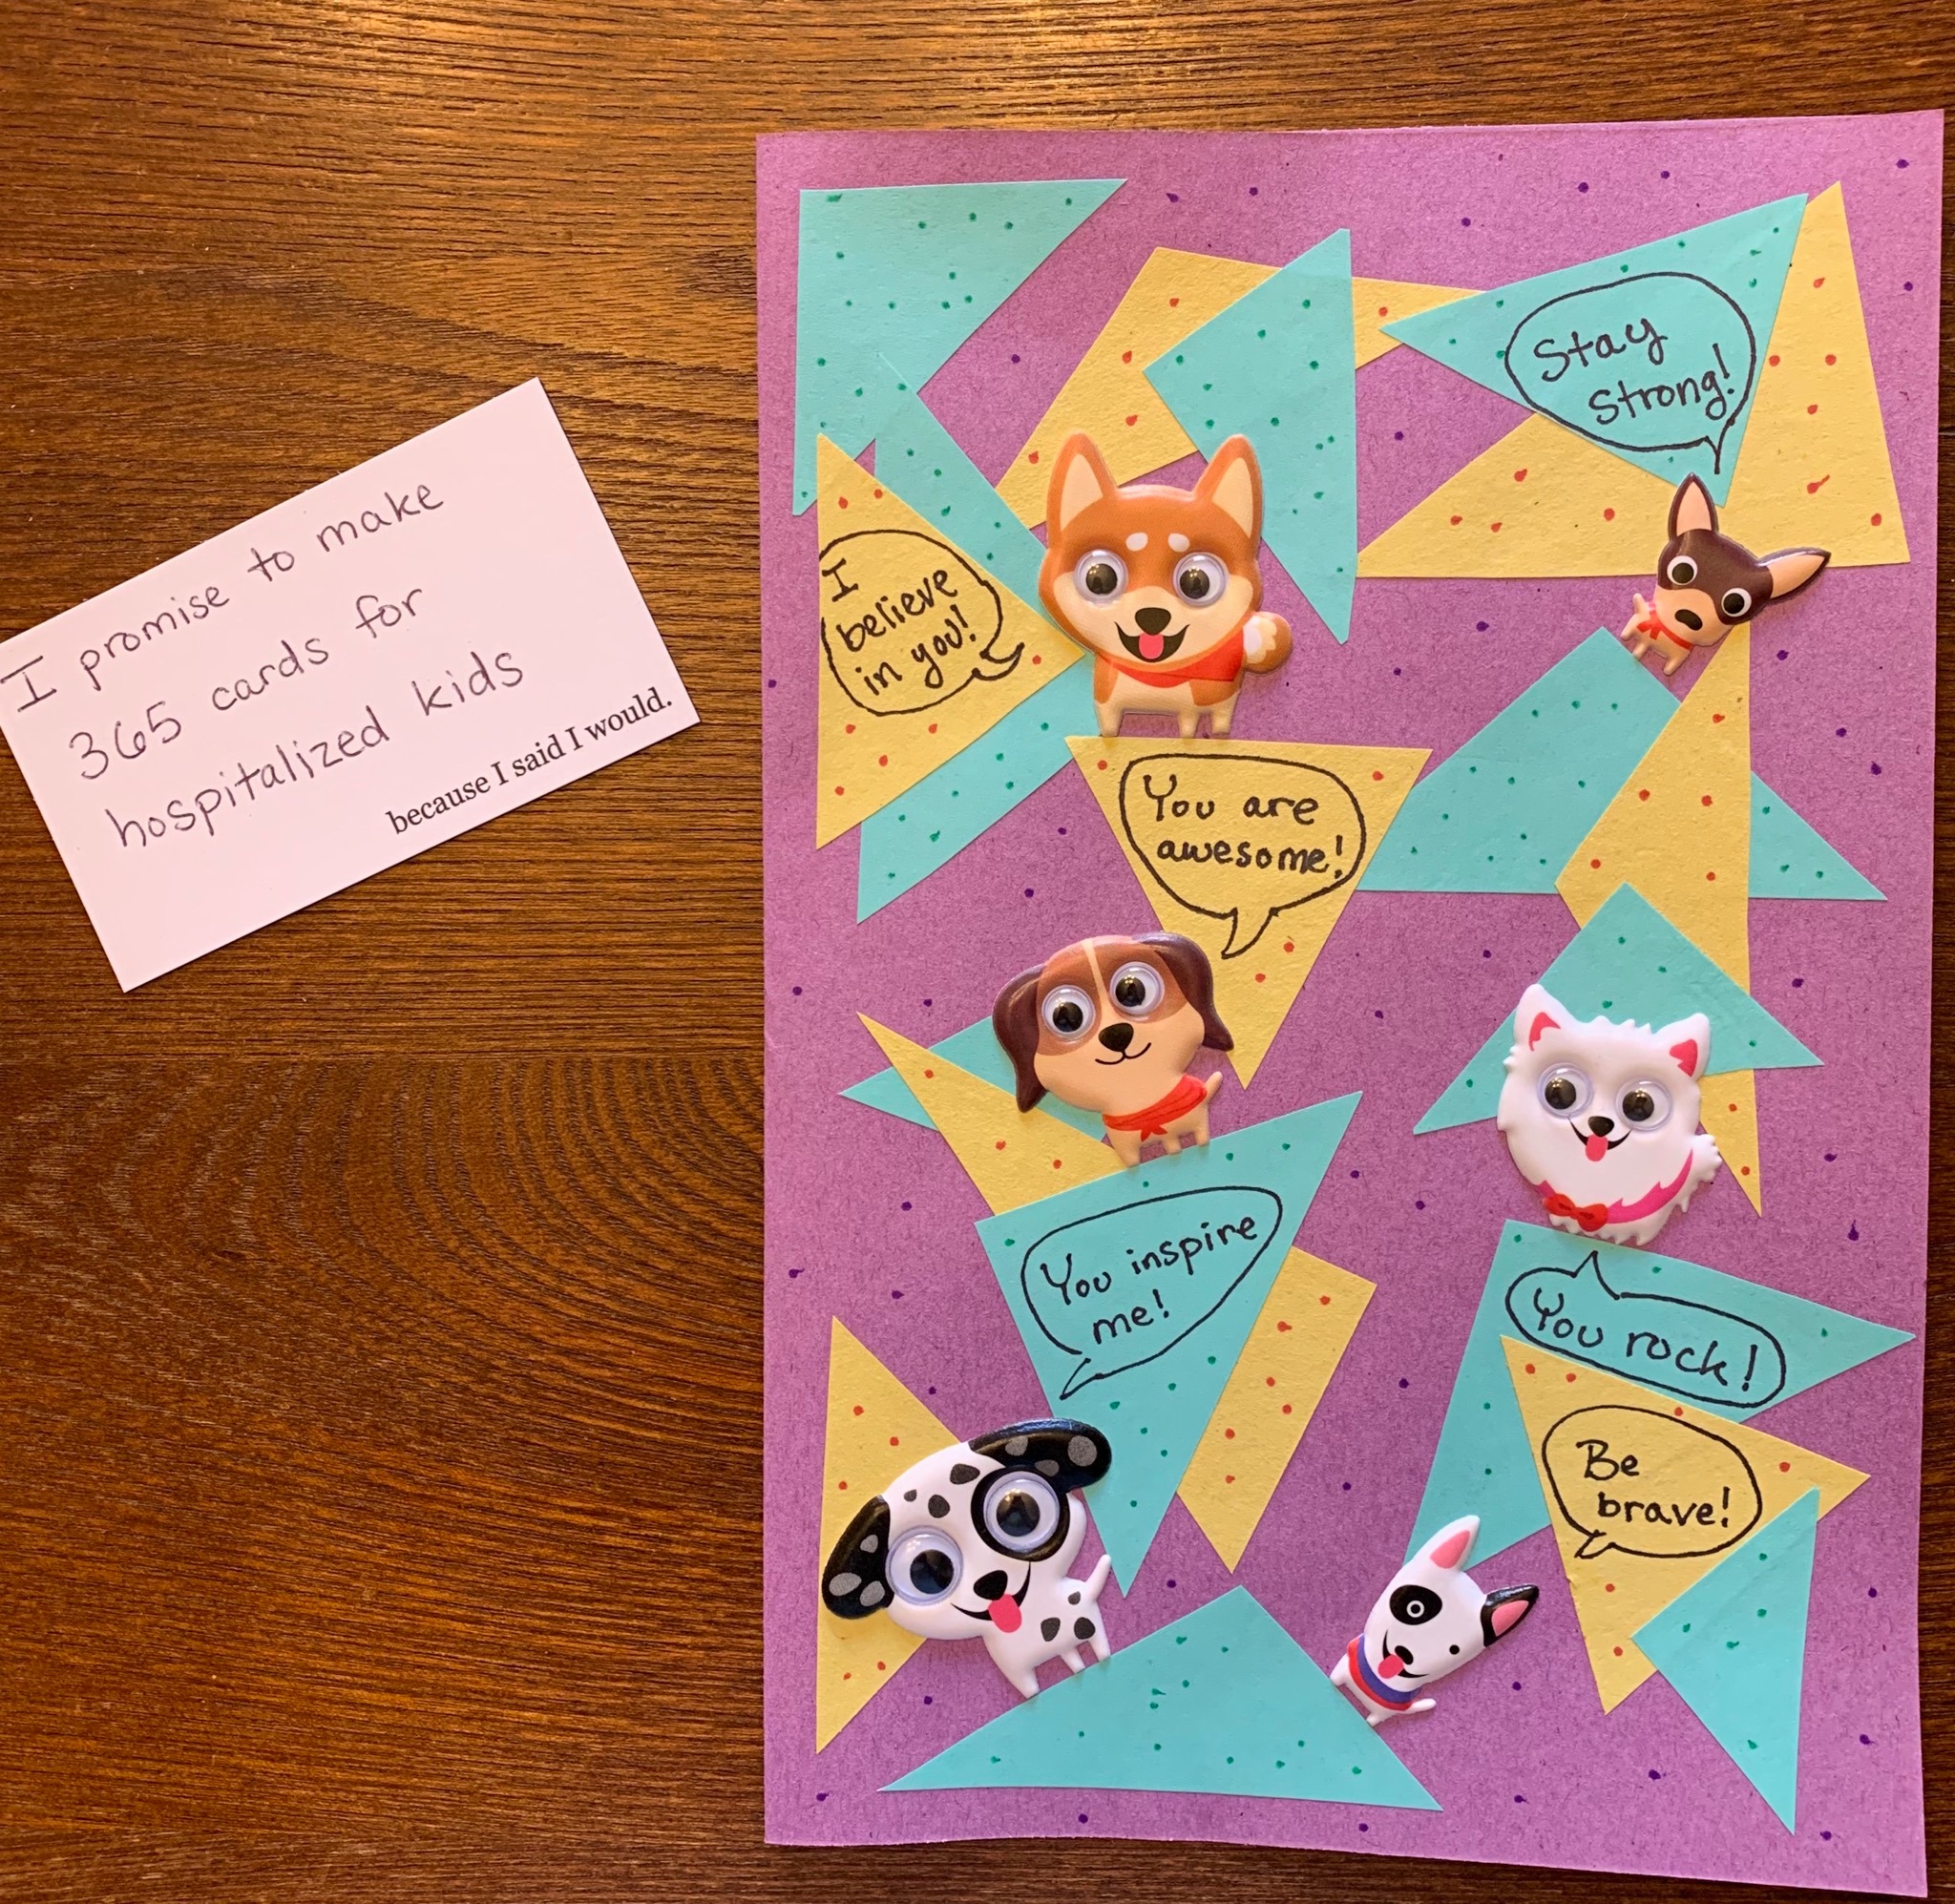 I promise to make
365 cards for
hospitalized kids
because I said I would.
Stay
Strong!
I
believe
in you!
You are
awesome!
You inspire
me!
You rock!
Be
brave!